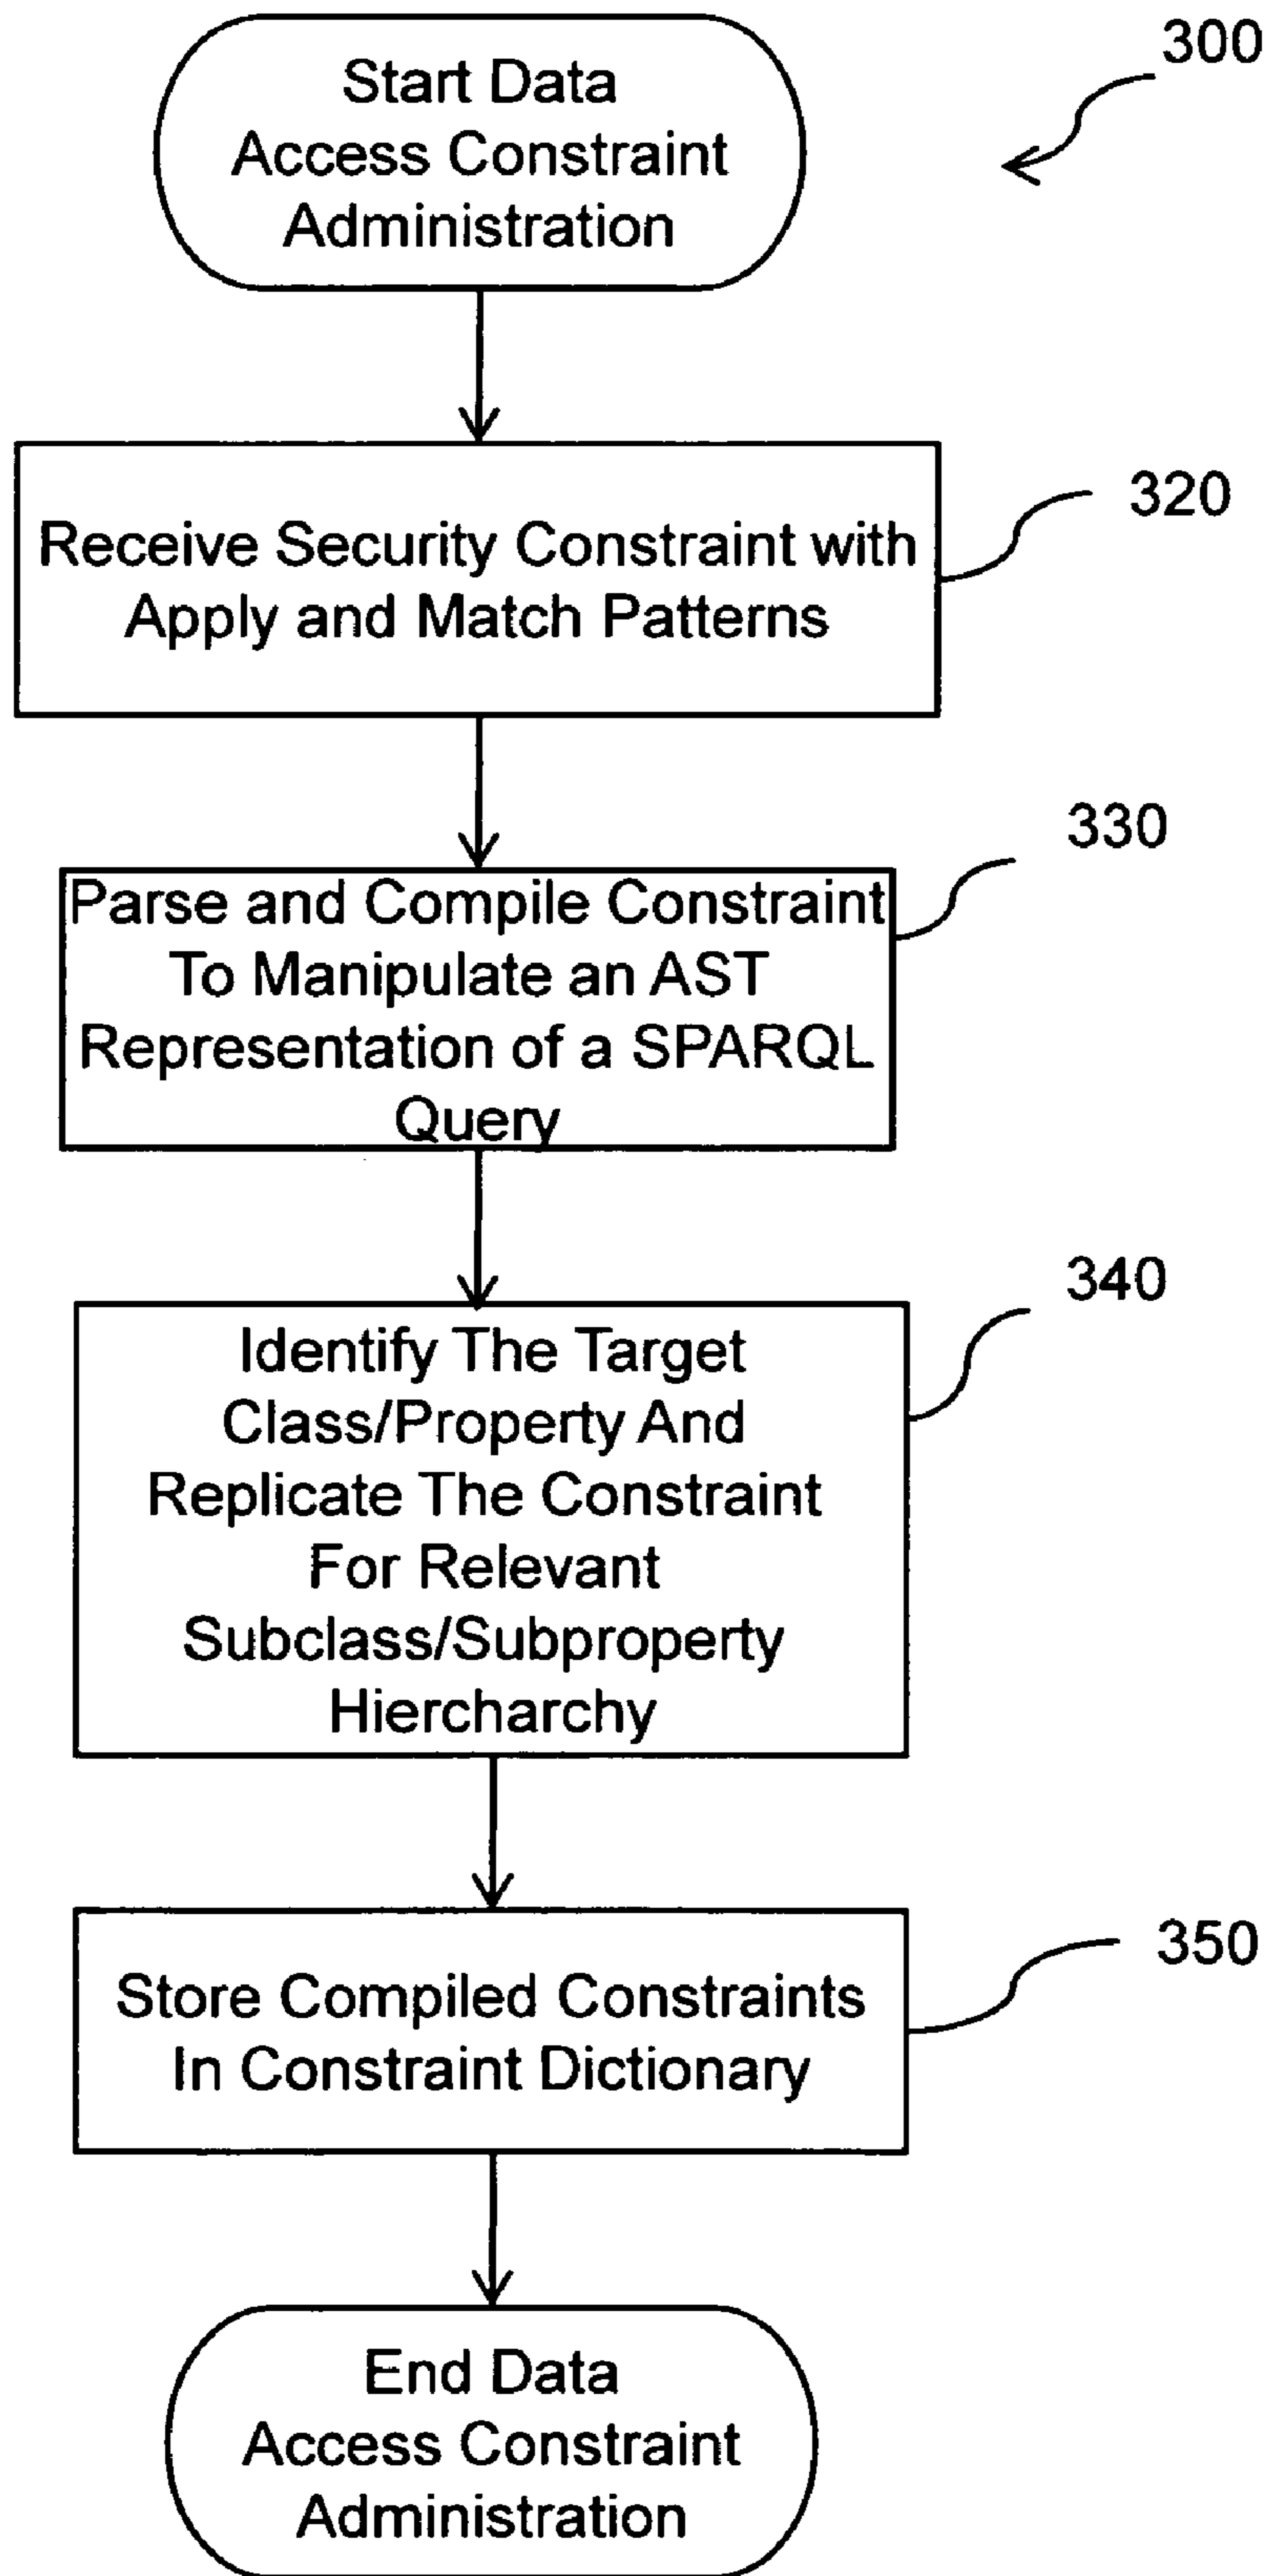 Start Data
Access Constraint
Administration
300
Receive Security Constraint with
Apply and Match Patterns
320
Parse and Compile Constraint
To Manipulate an AST
Representation of a SPARQL
Query
330
Identify The Target
Class/Property And
Replicate The Constraint
For Relevant
Subclass/Subproperty
Hiercharchy
340
Store Compiled Constraints
In Constraint Dictionary
350
End Data
Access Constraint
Administration